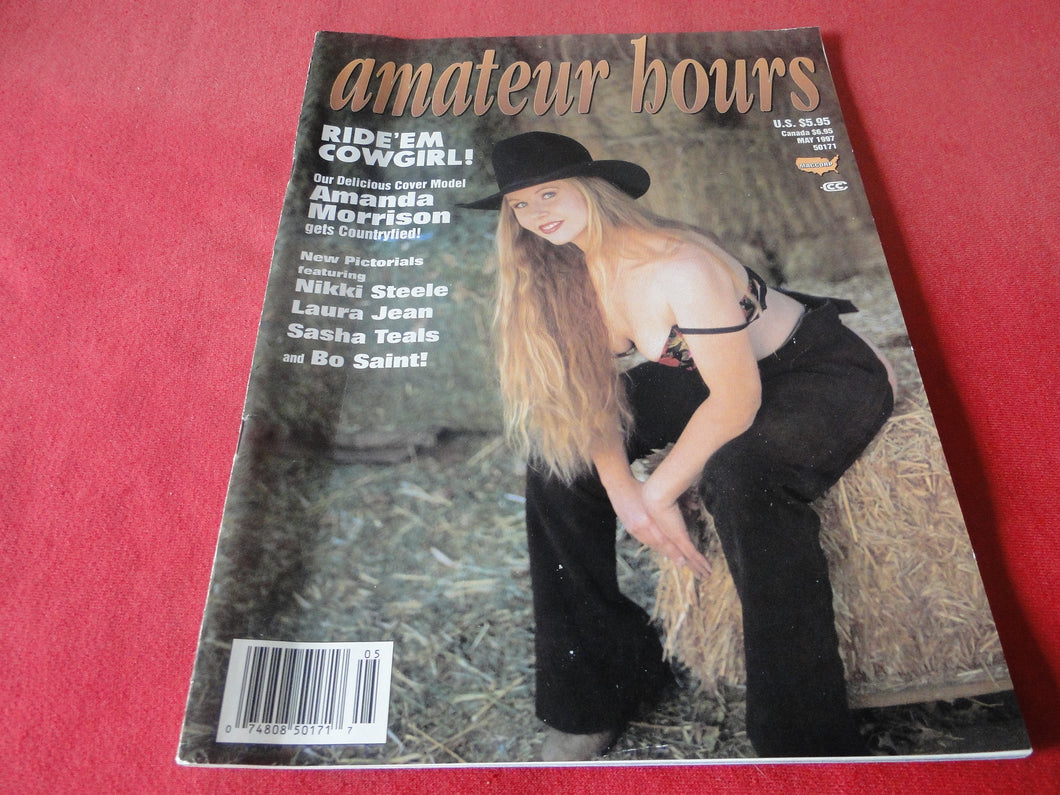 amateur hours
RIDE'EM
COWGIRL!
Our Delicious Cover Model
Amanda
Morrison
gets Countryfied!
New Pictorials
featuring
Nikki Steele
Laura Jean
Sasha Teals
and Bo Saint!
U.S. $5.95
Canada $6.95
MAY 1997
50171
MAGCORP
CC
05
0 74808 50171 7